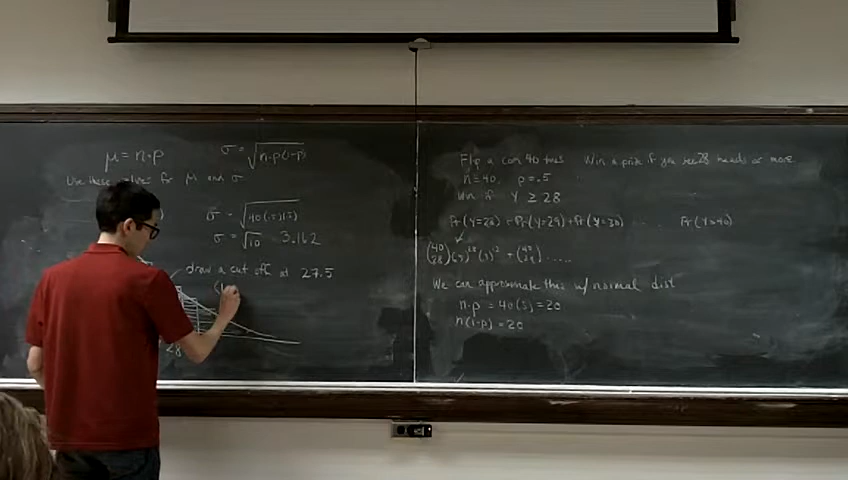 μ = n·p
σ = √n·p(1-p)
Use these values for μ and σ
σ = √40(.5)(.5)
σ = √10 3.162
draw a cut off at 27.5
28
Flip a coin 40 times Win a prize if you see 28 heads or more
n = 40, p = .5
Win if Y ≥ 28
Pr(Y=28) + Pr(Y=29) + Pr(Y=30) ..... Pr(Y=40)
We can approximate this w/ normal dist
n·p = 40(.5) = 20
n(1-p) = 20